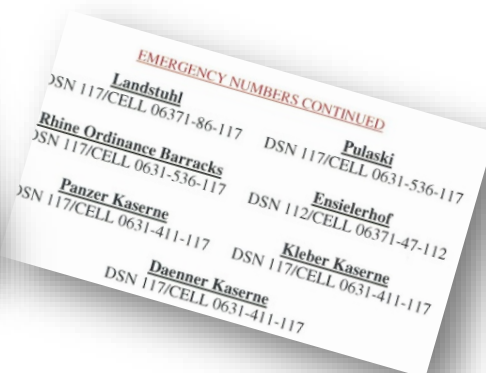 EMERGENCY NUMBERS CONTINUED
Landstuhl
DSN 117/CELL 06371-86-117
Rhine Ordinance Barracks
DSN 117/CELL 0631-536-117
Panzer Kaserne
DSN 117/CELL 0631-411-117
Pulaski
DSN 117/CELL 0631-536-117
Ensielerhof
DSN 112/CELL 06371-47-112
Kleber Kaserne
DSN 117/CELL 0631-411-117
Daenner Kaserne
DSN 117/CELL 0631-411-117